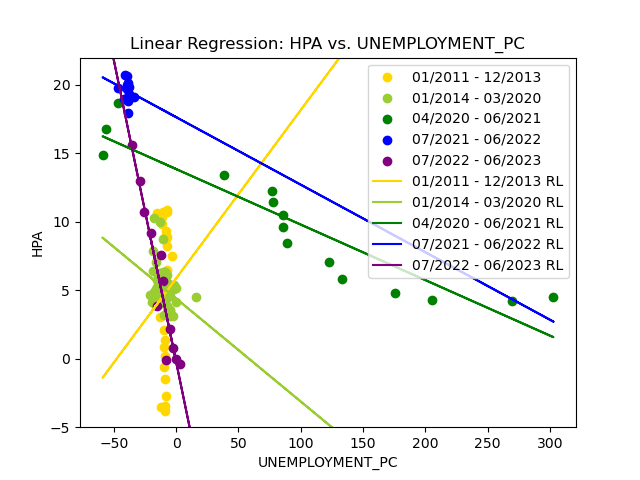 Linear Regression: HPA vs. UNEMPLOYMENT_PC
01/2011 - 12/2013
01/2014 - 03/2020
04/2020 - 06/2021
07/2021 - 06/2022
07/2022 - 06/2023
01/2011 - 12/2013 RL
01/2014 - 03/2020 RL
04/2020 - 06/2021 RL
07/2021 - 06/2022 RL
07/2022 - 06/2023 RL
HPA
20
15
10
5
0
−5
−50
0
50
100
150
200
250
300
UNEMPLOYMENT_PC